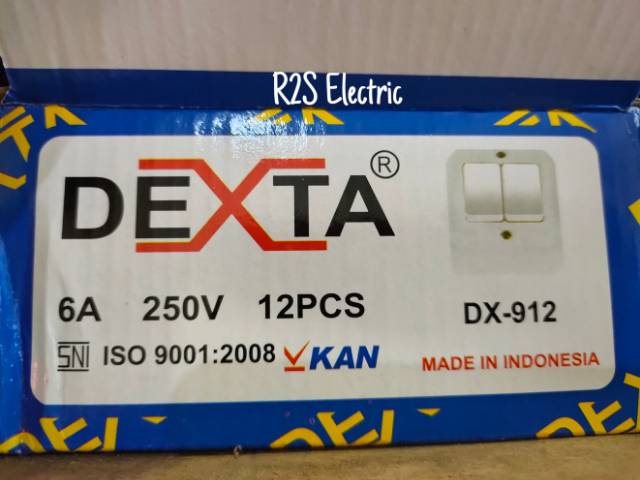 R2S Electric
DEXTA®
6A 250V 12PCS
DX-912
SNI ISO 9001:2008 KAN
MADE IN INDONESIA